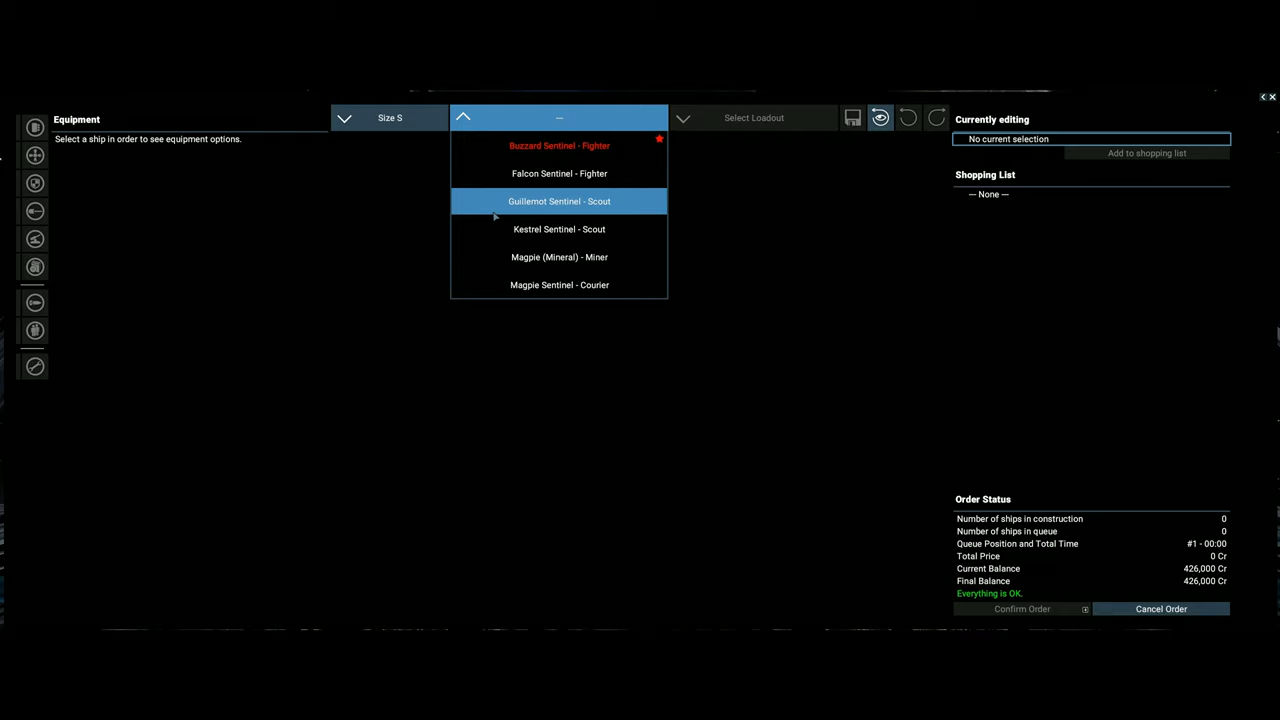 Equipment
Select a ship in order to see equipment options.
Size S
—
Select Loadout
Buzzard Sentinel - Fighter
Falcon Sentinel - Fighter
Guillemot Sentinel - Scout
Kestrel Sentinel - Scout
Magpie (Mineral) - Miner
Magpie Sentinel - Courier
Currently editing
No current selection
Add to shopping list
Shopping List
— None —
Order Status
Number of ships in construction 0
Number of ships in queue 0
Queue Position and Total Time #1 - 00:00
Total Price 0 Cr
Current Balance 426,000 Cr
Final Balance 426,000 Cr
Everything is OK.
Confirm Order
Cancel Order